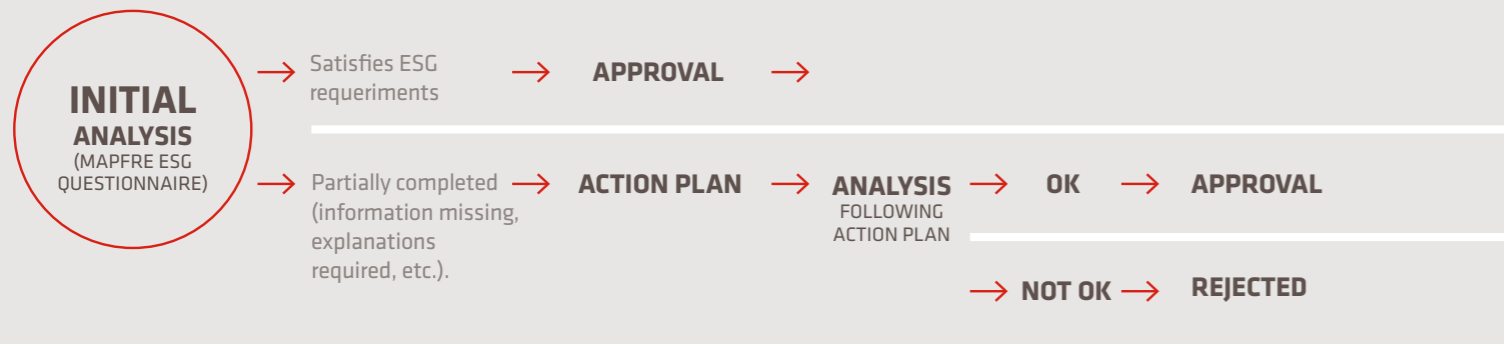 INITIAL
ANALYSIS
(MAPFRE ESG
QUESTIONNAIRE)
Satisfies ESG
requeriments
APPROVAL
Partially completed
(information missing,
explanations
required, etc.).
ACTION PLAN
ANALYSIS
FOLLOWING
ACTION PLAN
OK
APPROVAL
NOT OK
REJECTED